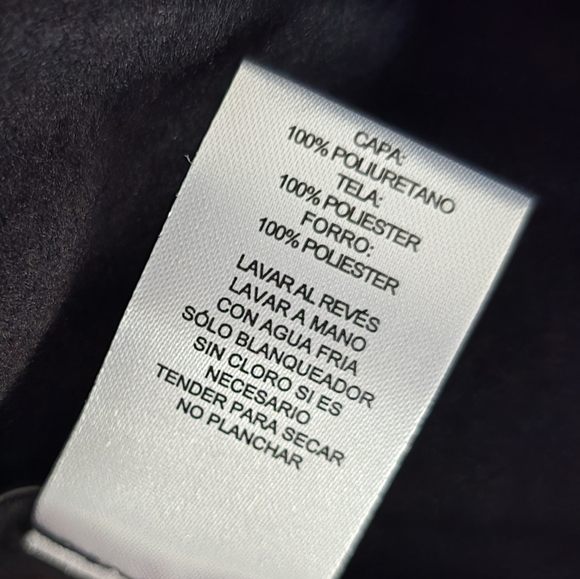 CAPA:
100% POLIURETANO
TELA:
100% POLIESTER
FORRO:
100% POLIESTER
LAVAR AL REVÉS
LAVAR A MANO
CON AGUA FRIA
SÓLO BLANQUEADOR
SIN CLORO SI ES
NECESARIO
TENDER PARA SECAR
NO PLANCHAR